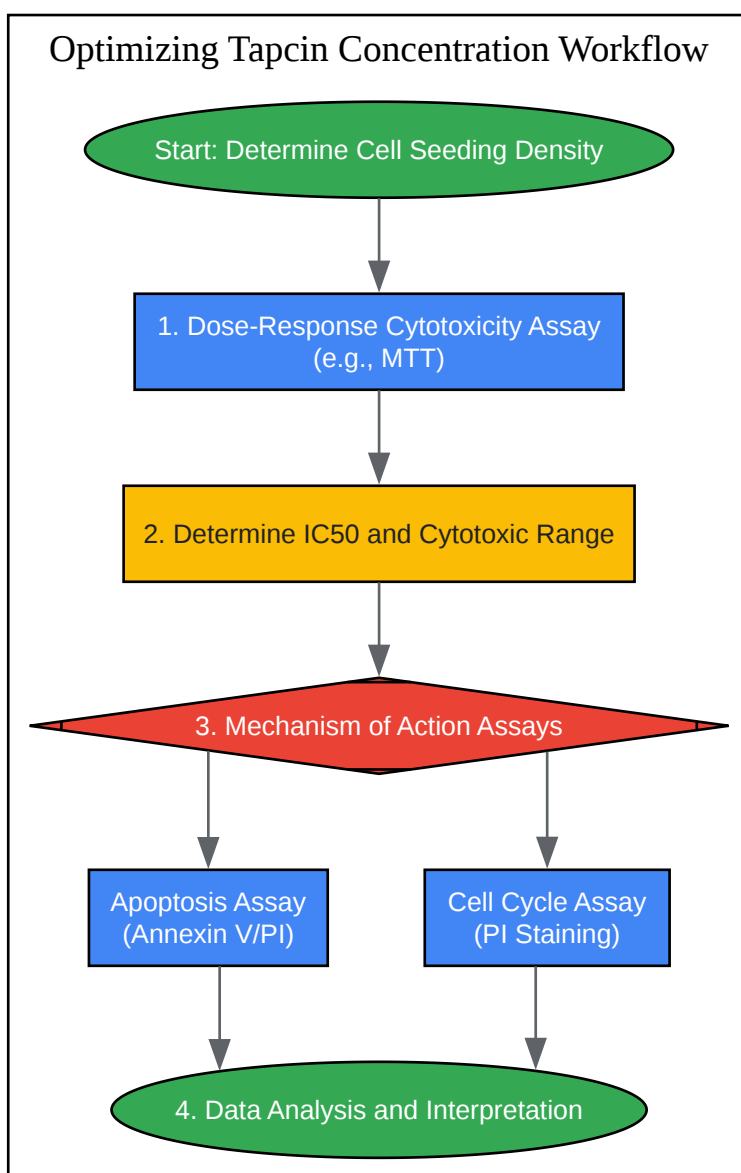 Optimizing Tapcin Concentration Workflow
Start: Determine Cell Seeding Density
1. Dose-Response Cytotoxicity Assay
(e.g., MTT)
2. Determine IC50 and Cytotoxic Range
3. Mechanism of Action Assays
Apoptosis Assay
(Annexin V/PI)
Cell Cycle Assay
(PI Staining)
4. Data Analysis and Interpretation